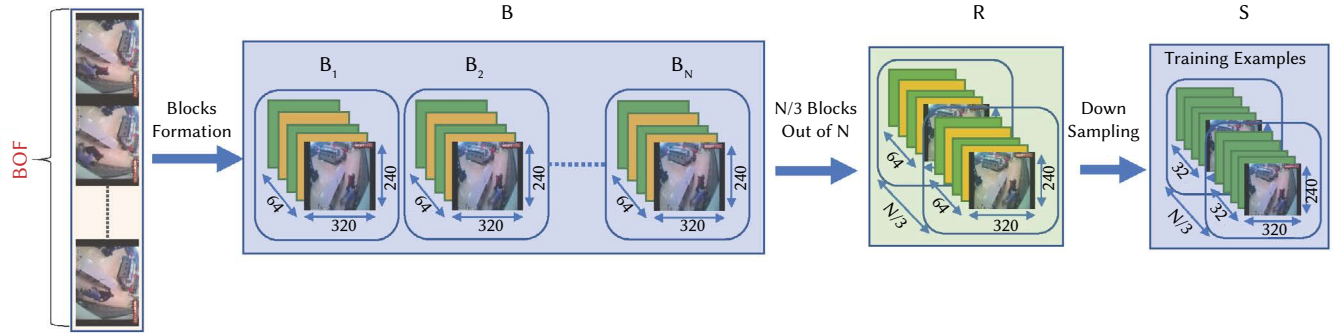 BOF
Blocks
Formation
B
B1
B2
BN
64
320
240
64
320
240
64
320
240
N/3 Blocks
Out of N
R
64
N/3
64
320
240
Down
Sampling
S
Training Examples
32
N/3
32
320
240